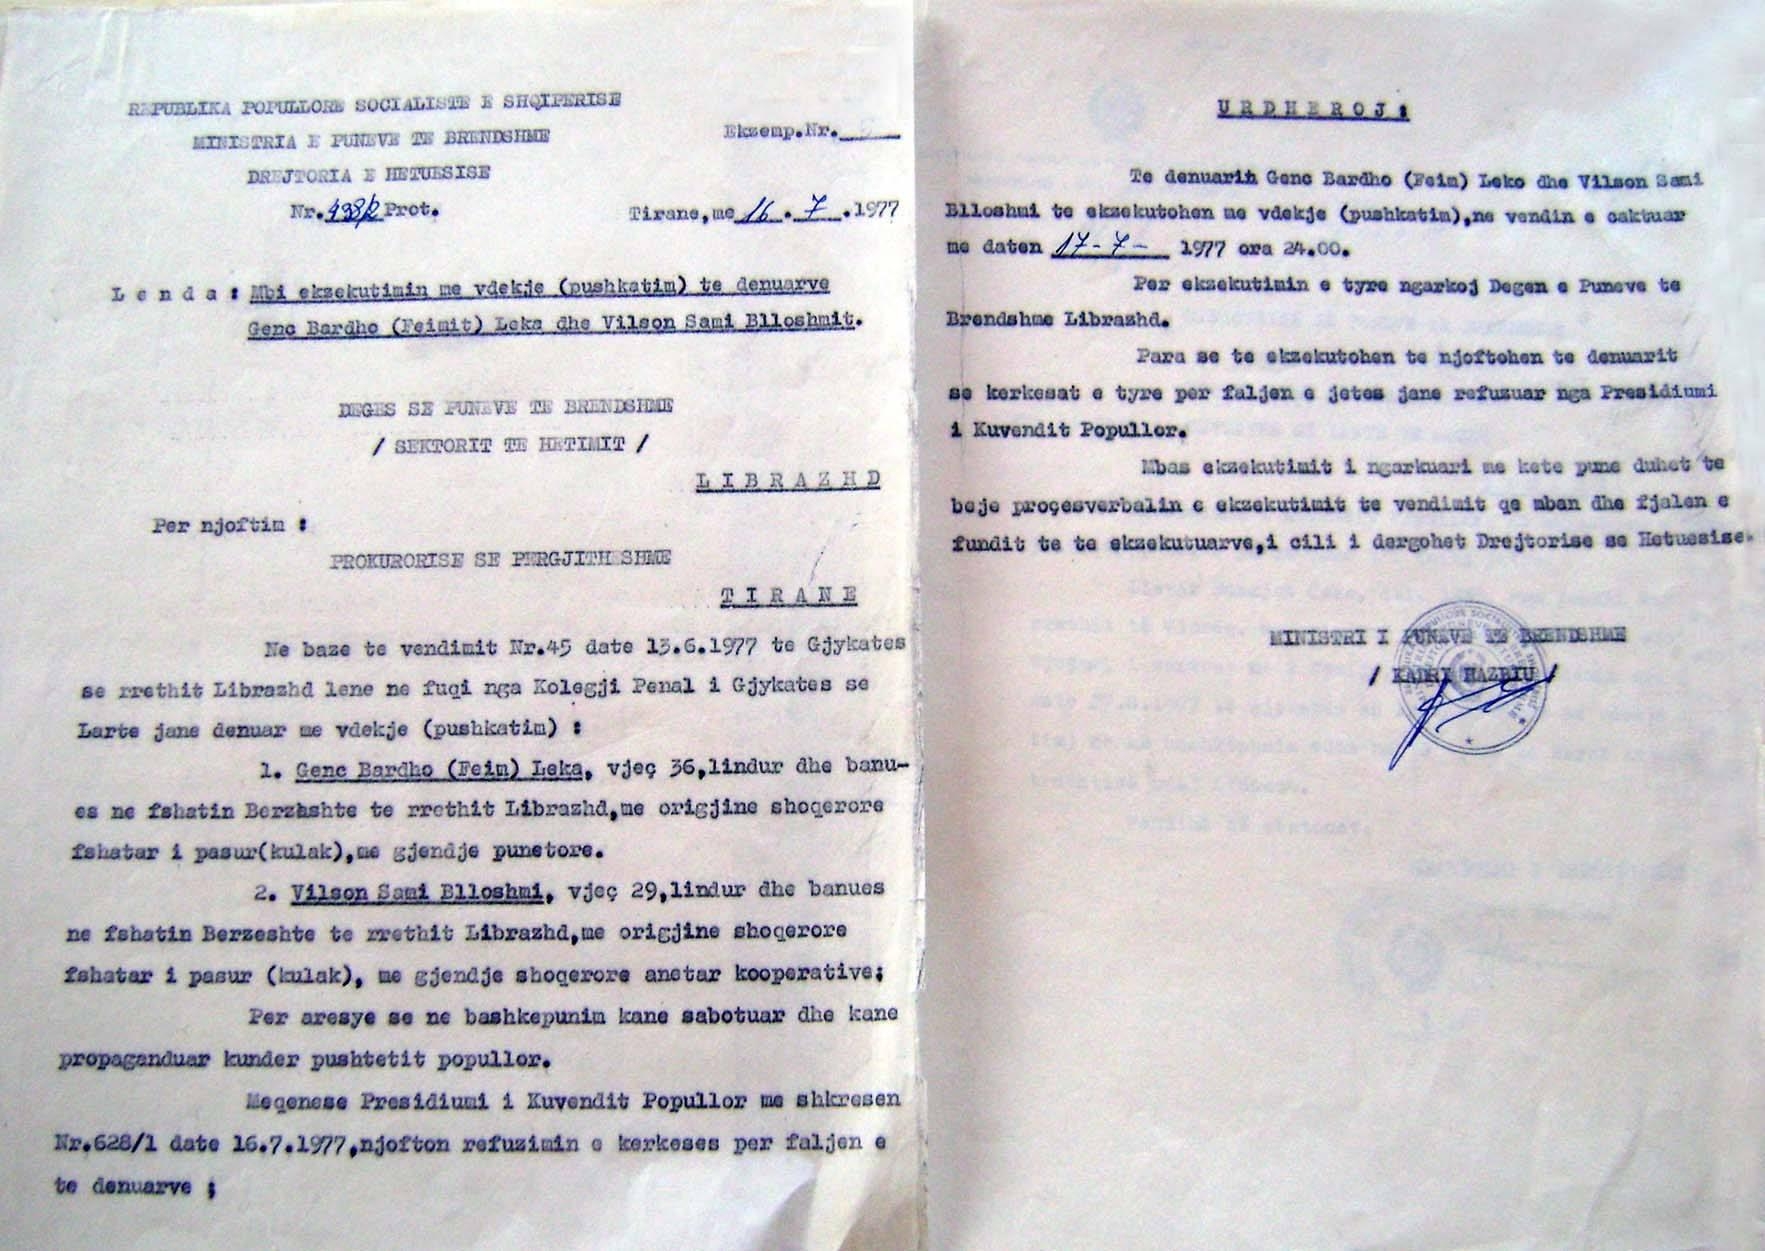 REPUBLIKA POPULLORE SOCIALISTE E SHQIPERISE
MINISTRIA E PUNEVE TE BRENDSHME
Ekzemp.Nr.
DREJTORIA E HETUESISE
Nr.438/2 Prot.
Tirane,me 16.7.1977
L e n d a : Mbi ekzekutimin me vdekje (pushkatim) te denuarve
Genc Bardho (Feimit) Leka dhe Vilson Sami Blloshmit.
DEGES SE PUNEVE TE BRENDSHME
/ SEKTORIT TE HETIMIT /
L I B R A Z H D
Per njoftim :
PROKURORISE SE PERGJITHESHME
T I R A N E
Ne baze te vendimit Nr.45 date 13.6.1977 te Gjykates
se rrethit Librazhd lene ne fuqi nga Kolegji Penal i Gjykates se
Larte jane denuar me vdekje (pushkatim) :
1. Genc Bardho (Feim) Leka, vjeç 36,lindur dhe banu-
es ne fshatin Berzeshte te rrethit Librazhd,me origjine shoqerore
fshatar i pasur(kulak),me gjendje punetore.
2. Vilson Sami Blloshmi, vjeç 29,lindur dhe banues
ne fshatin Berzeshte te rrethit Librazhd,me origjine shoqerore
fshatar i pasur (kulak), me gjendje shoqerore anetar kooperative;
Per aresye se ne bashkepunim kane sabotuar dhe kane
propaganduar kunder pushtetit popullor.
Meqenese Presidiumi i Kuvendit Popullor me shkresen
Nr.628/1 date 16.7.1977,njofton refuzimin e kerkeses per faljen e
te denuarve ;
U R D H E R O J :
Te denuarit Genc Bardho (Feim) Leko dhe Vilson Sami
Blloshmi te ekzekutohen me vdekje (pushkatim),ne vendin e caktuar
me daten 17-7- 1977 ora 24.00.
Per ekzekutimin e tyre ngarkoj Degen e Puneve te
Brendshme Librazhd.
Para se te ekzekutohen te njoftohen te denuarit
se kerkesat e tyre per faljen e jetes jane refuzuar nga Presidiumi
i Kuvendit Popullor.
Mbas ekzekutimit i ngarkuari me kete pune duhet te
beje proçesverbalin e ekzekutimit te vendimit qe mban dhe fjalen e
fundit te te ekzekutuarve,i cili i dergohet Drejtorise se Hetuesise.
MINISTRI I PUNEVE TE BRENDSHME
/ KADRI HAZBIU /